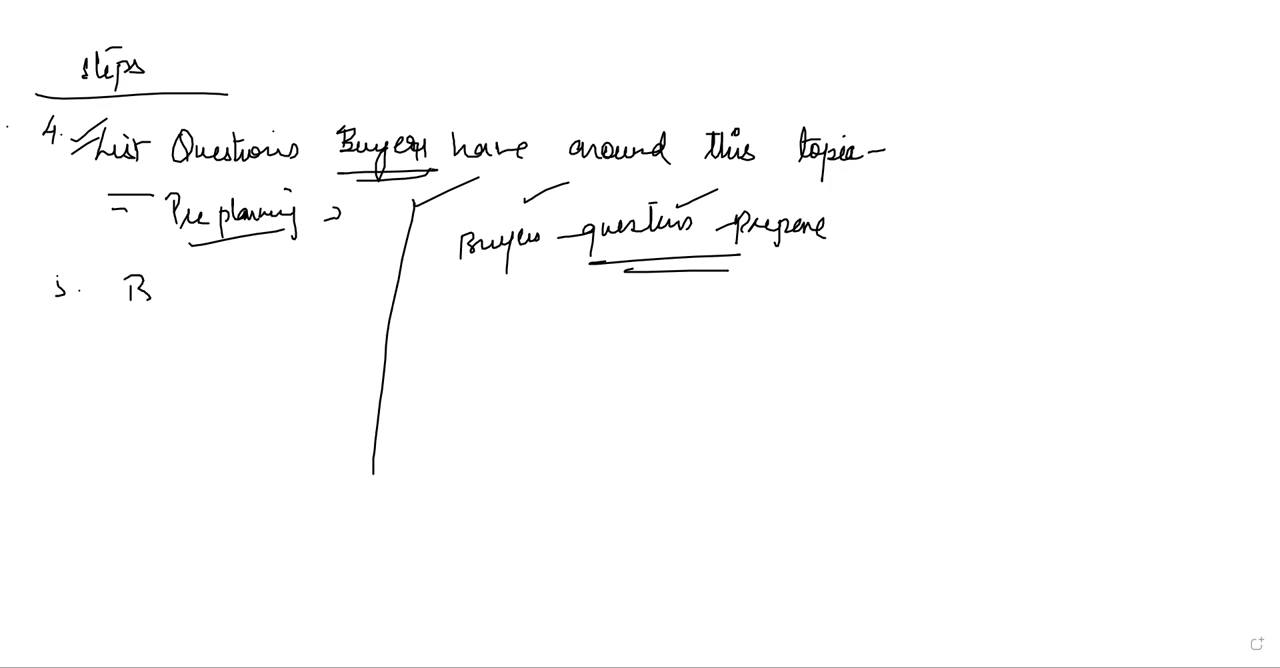 steps
4. List Questions Buyers have around this topic -
= Pre planning →
Buyers - questions - prepare
5. B